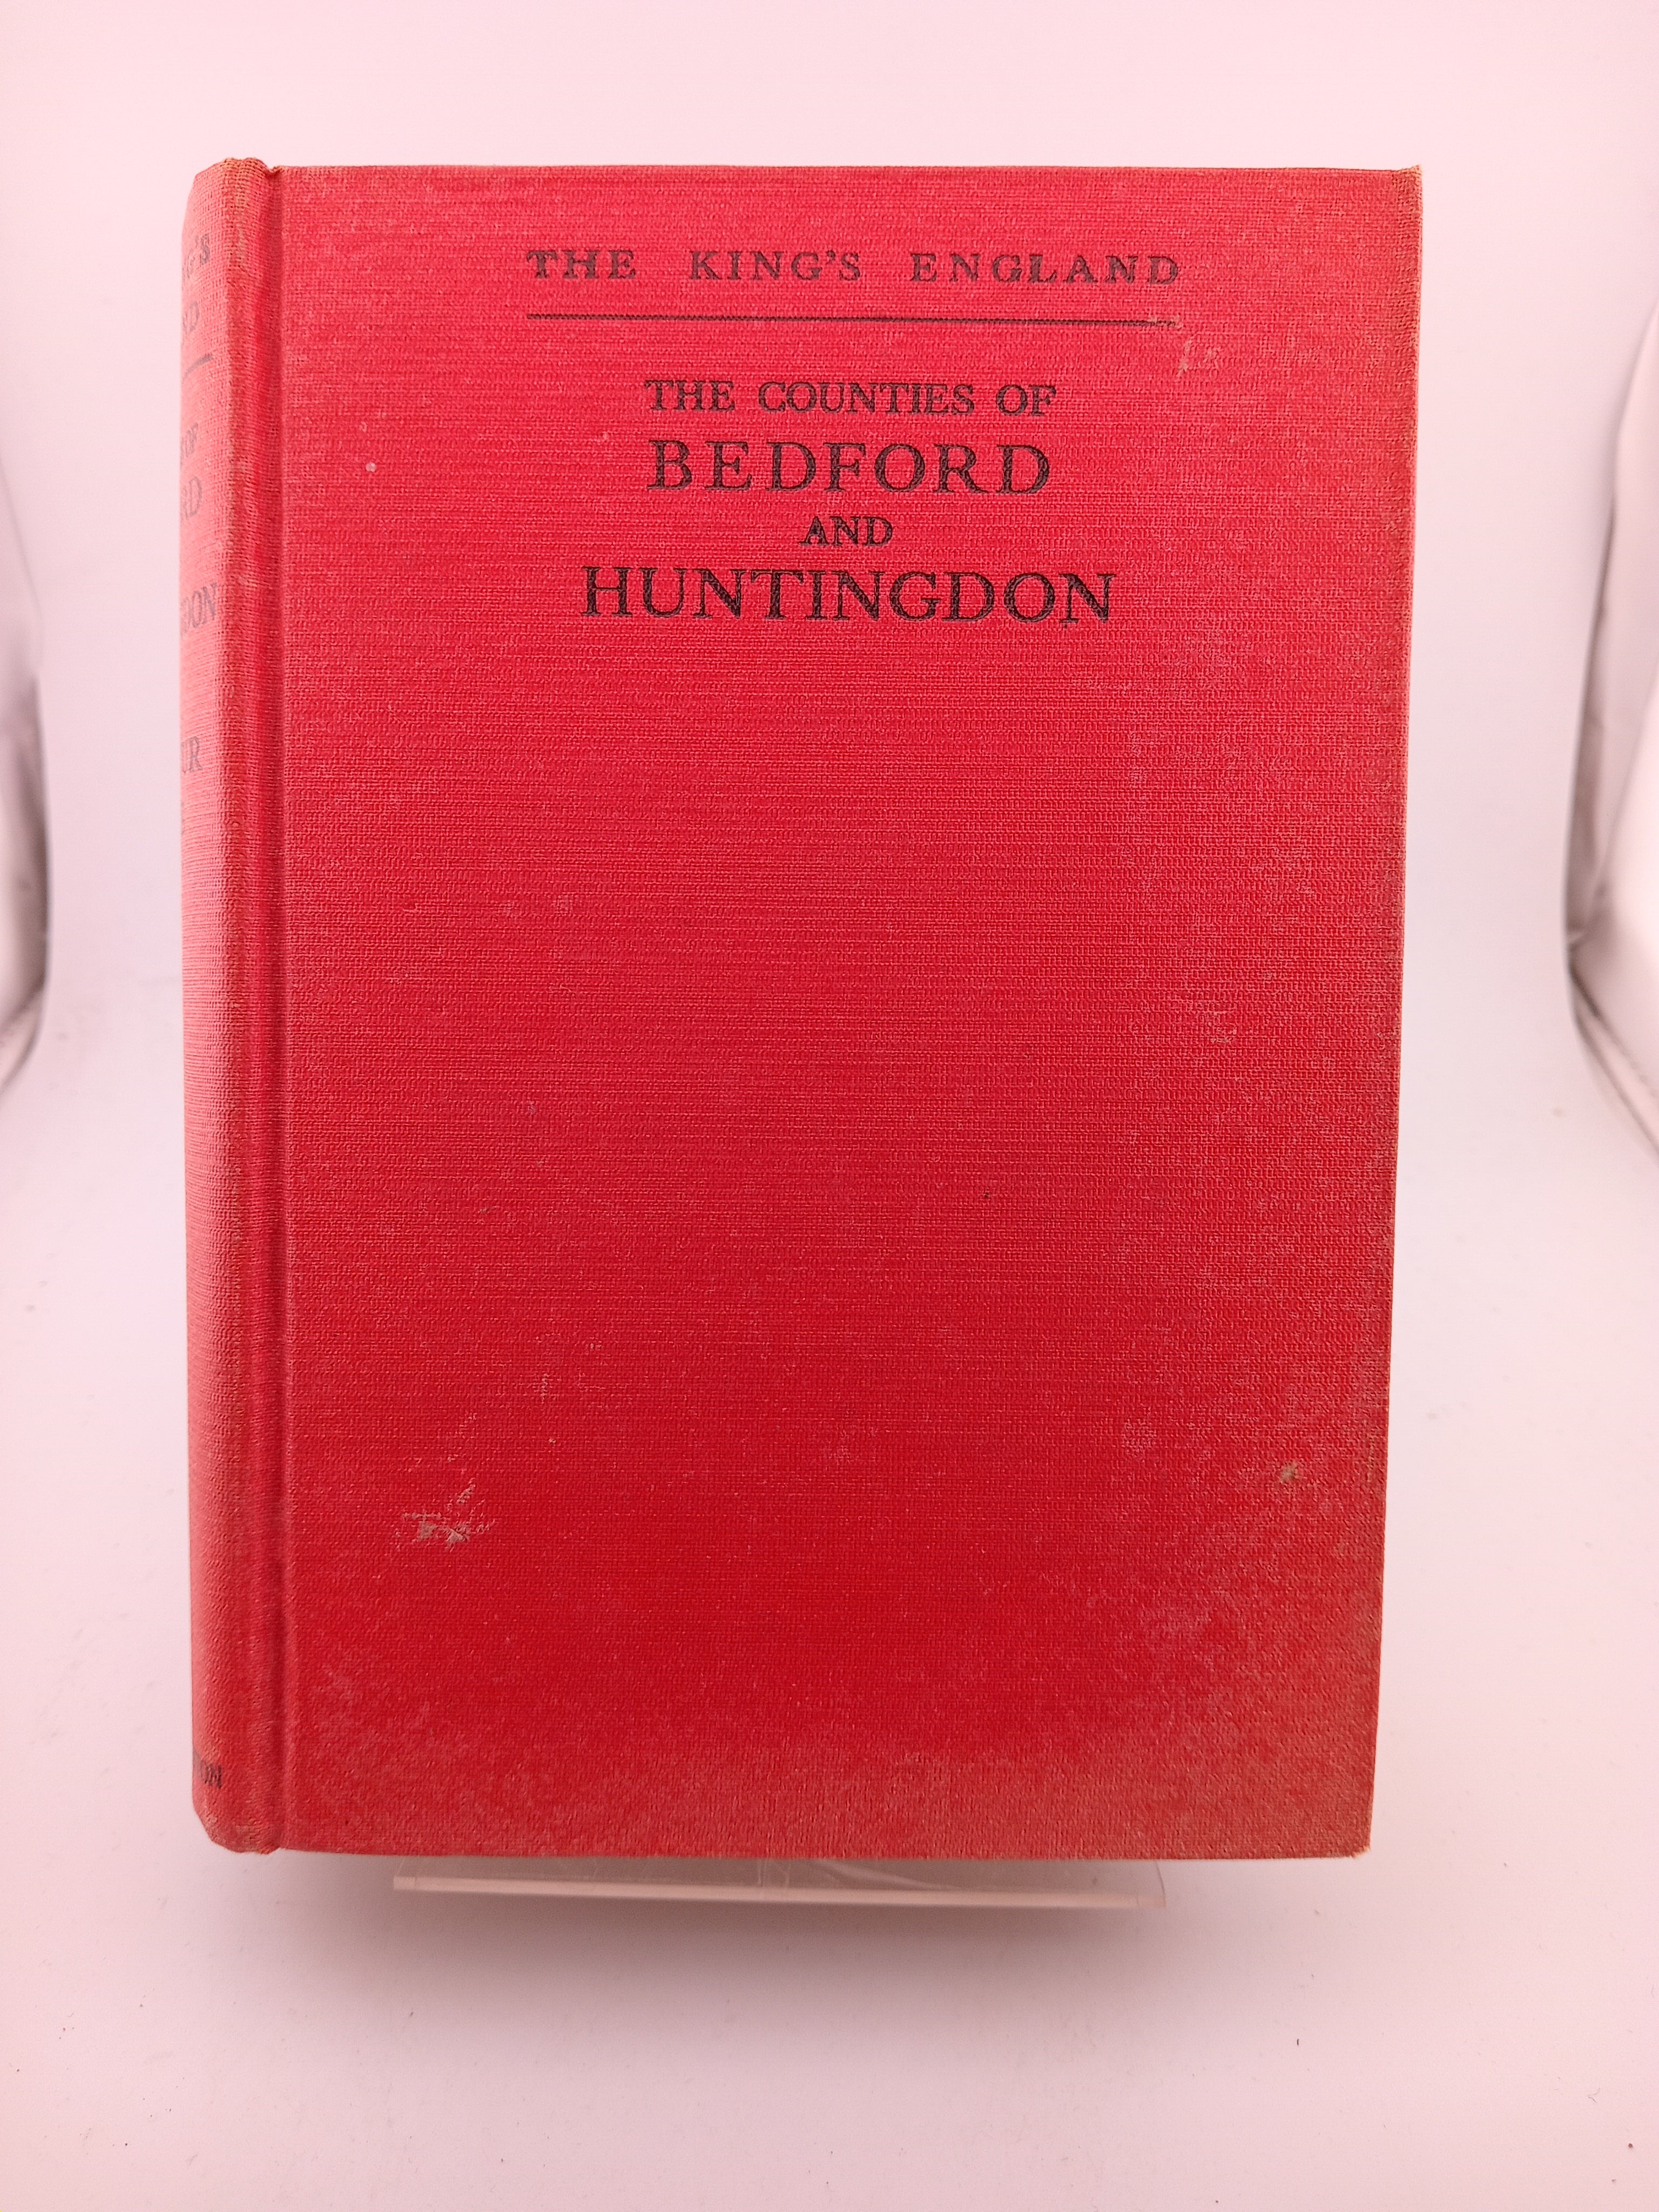 THE KING'S ENGLAND
THE COUNTIES OF
BEDFORD
AND
HUNTINGDON